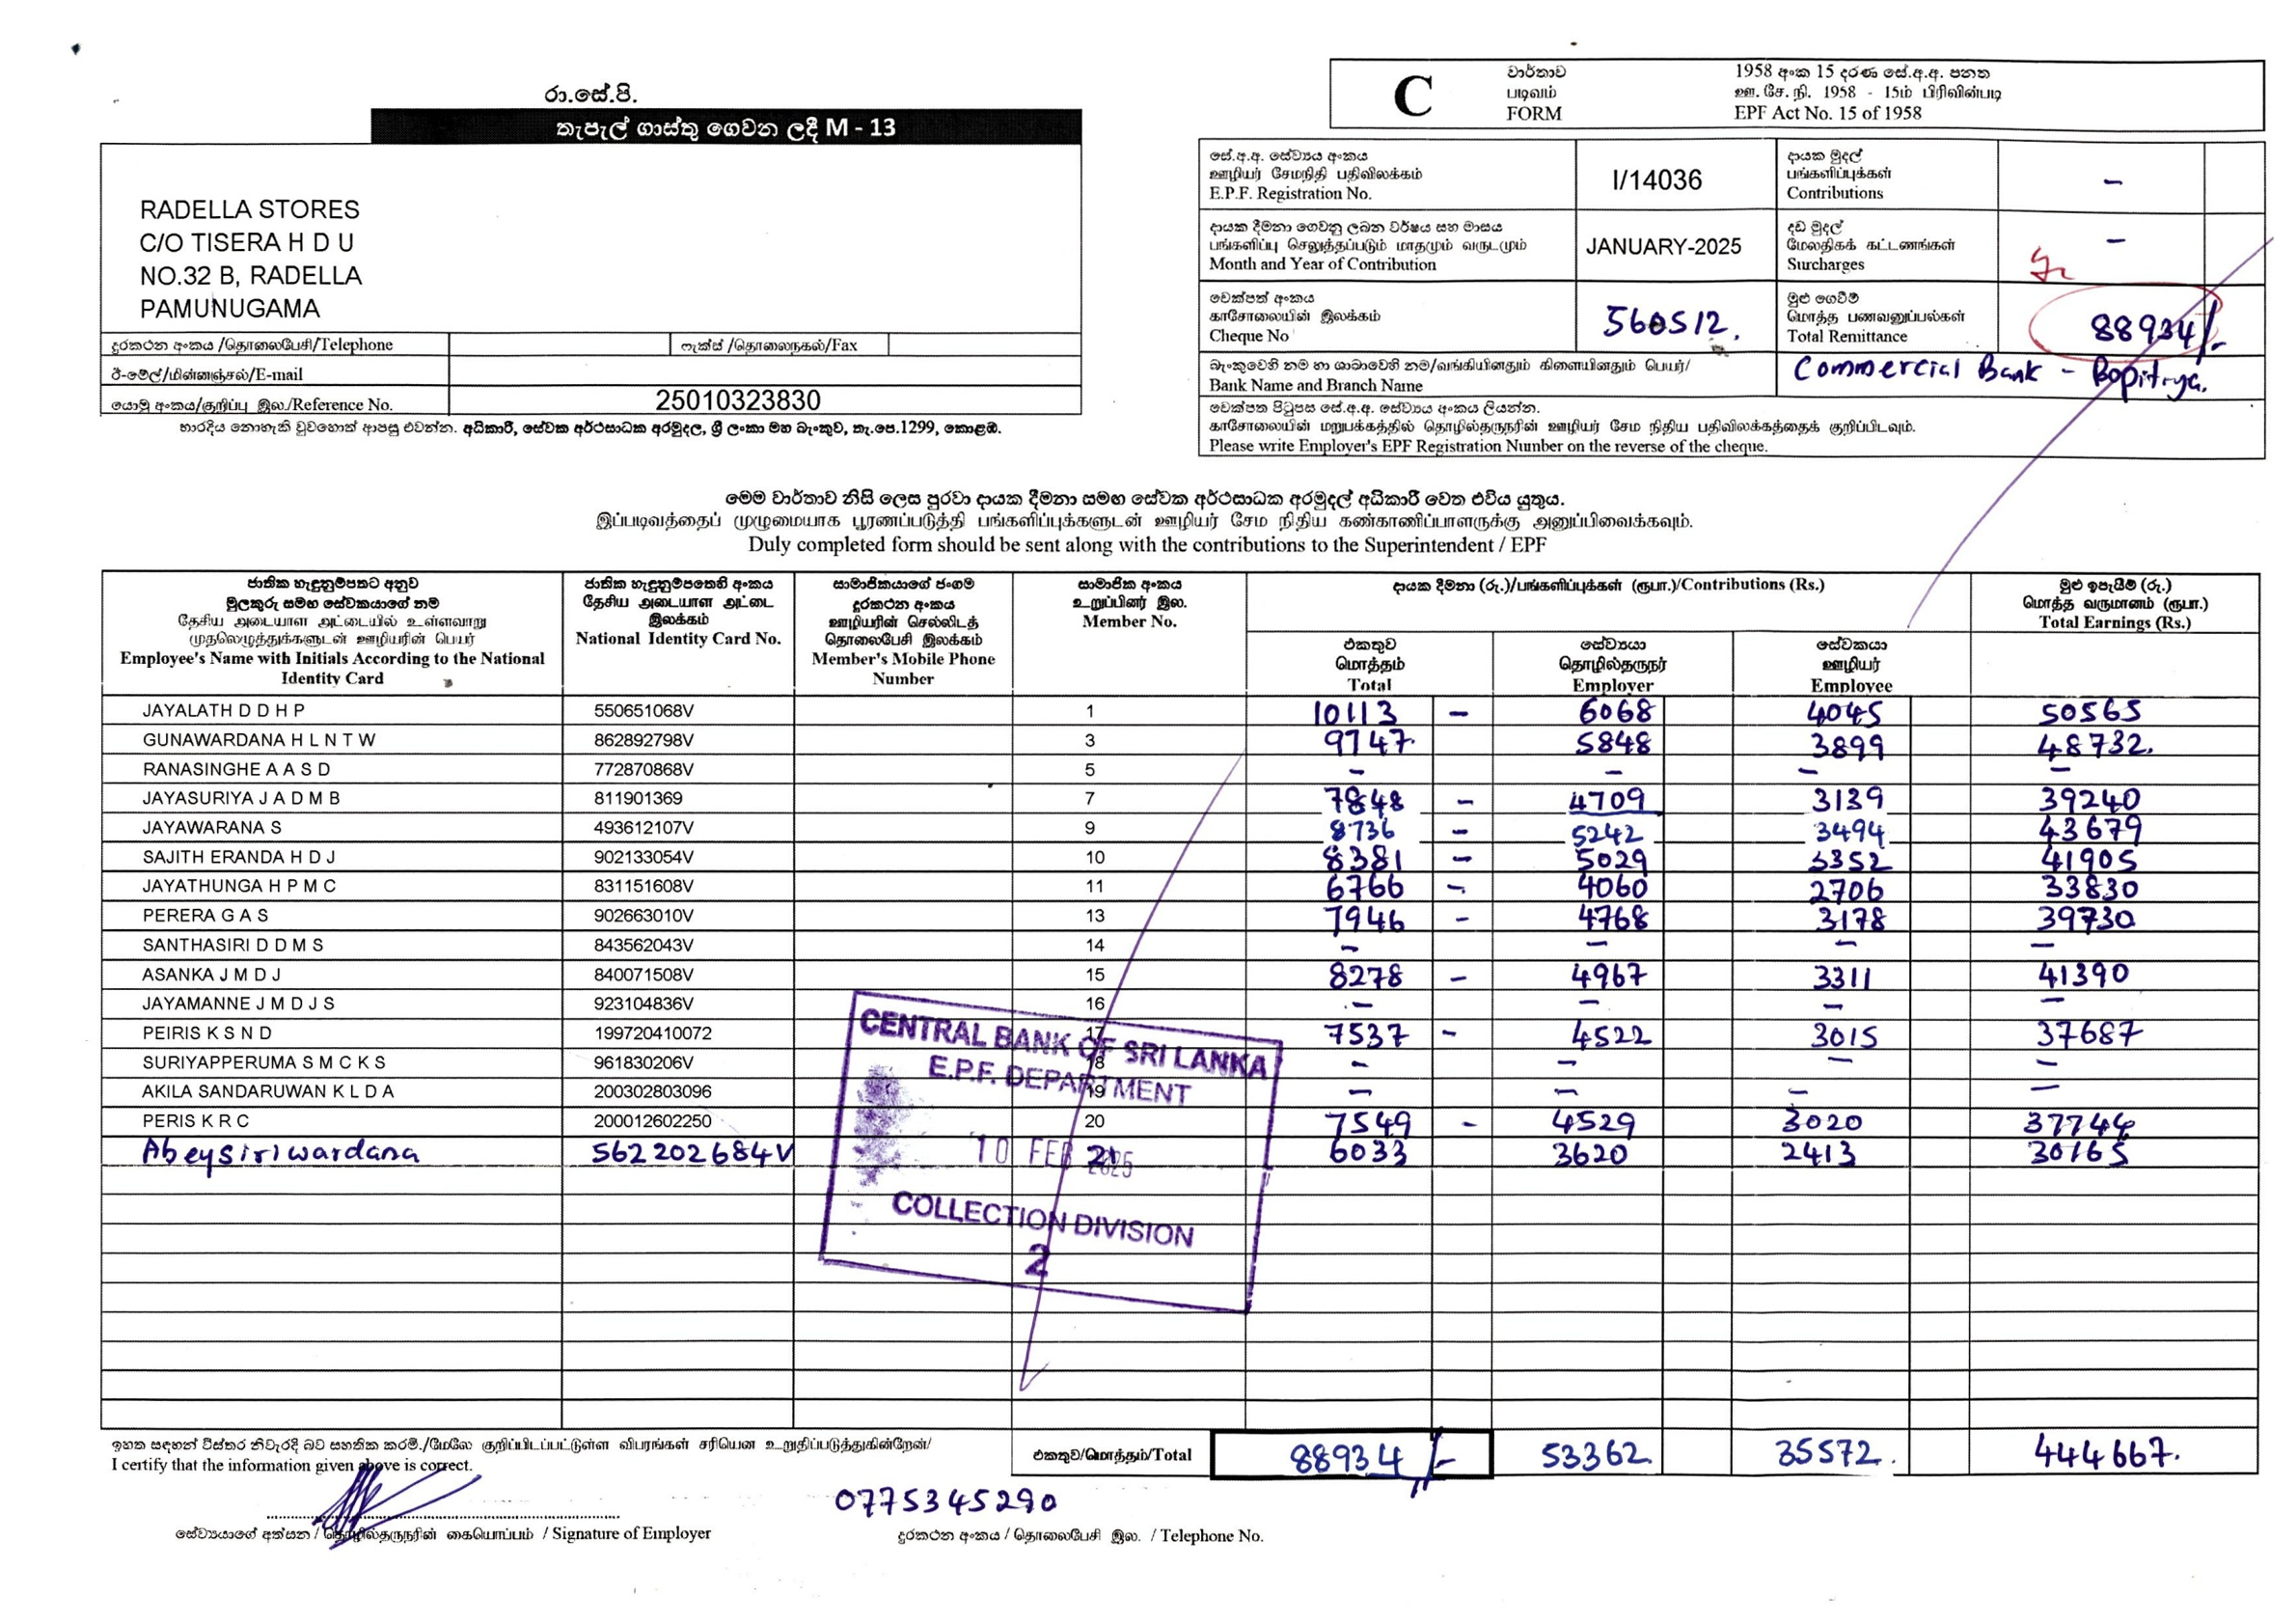 රා.සේ.පි.
තැපැල් ගාස්තු ගෙවන ලදී M - 13
RADELLA STORES
C/O TISERA H D U
NO.32 B, RADELLA
PAMUNUGAMA
දුරකථන අංකය /தொலைபேசி/Telephone
ෆැක්ස් /தொலைநகல்/Fax
ඊ-මේල්/மின்னஞ்சல்/E-mail
යොමු අංකය/குறிப்பு இல./Reference No. 25010323830
භාරදිය නොහැකි වුවහොත් ආපසු එවන්න. අධිකාරී, සේවක අර්ථසාධක අරමුදල, ශ්‍රී ලංකා මහ බැංකුව, තැ.පෙ.1299, කොළඹ.
C
වාර්තාව
படிவம்
FORM
1958 අංක 15 දරණ සේ.අ.අ. පනත
ஊ. சே. நி. 1958 - 15ம் பிரிவின்படி
EPF Act No. 15 of 1958
සේ.අ.අ. සේව්‍යය අංකය
ஊழியர் சேமநிதி பதிவிலக்கம்
E.P.F. Registration No.
I/14036
දායක මුදල්
பங்களிப்புக்கள்
Contributions
-
දායක දීමනා ගෙවනු ලබන වර්ෂය සහ මාසය
பங்களிப்பு செலுத்தப்படும் மாதமும் வருடமும்
Month and Year of Contribution
JANUARY-2025
දඩ මුදල්
மேலதிகக் கட்டணங்கள்
Surcharges
-
චෙක්පත් අංකය
காசோலையின் இலக்கம்
Cheque No
560512.
මුළු ගෙවීම්
மொத்த பணவனுப்பல்கள்
Total Remittance
88934/-
බැංකුවෙහි නම හා ශාඛාවෙහි නම/வங்கியினதும் கிளையினதும் பெயர்/
Bank Name and Branch Name
Commercial Bank - Bopitiya.
චෙක්පත පිටුපස සේ.අ.අ. සේව්‍යය අංකය ලියන්න.
காசோலையின் மறுபக்கத்தில் தொழில்தருநரின் ஊழியர் சேம நிதிய பதிவிலக்கத்தைக் குறிப்பிடவும்.
Please write Employer's EPF Registration Number on the reverse of the cheque.
මෙම වාර්තාව නිසි ලෙස පුරවා දායක දීමනා සමඟ සේවක අර්ථසාධක අරමුදල් අධිකාරී වෙත එවිය යුතුය.
இப்படிவத்தைப் முழுமையாக பூரணப்படுத்தி பங்களிப்புக்களுடன் ஊழியர் சேம நிதிய கண்காணிப்பாளருக்கு அனுப்பிவைக்கவும்.
Duly completed form should be sent along with the contributions to the Superintendent / EPF
ජාතික හැඳුනුම්පතට අනුව
මුලකුරු සමඟ සේවකයාගේ නම
தேசிய அடையாள அட்டையில் உள்ளவாறு
முதலெழுத்துக்களுடன் ஊழியரின் பெயர்
Employee's Name with Initials According to the National
Identity Card
ජාතික හැඳුනුම්පතෙහි අංකය
தேசிய அடையாள அட்டை
இலக்கம்
National Identity Card No.
සාමාජිකයාගේ ජංගම
දුරකථන අංකය
ஊழியரின் செல்லிடத்
தொலைபேசி இலக்கம்
Member's Mobile Phone
Number
සාමාජික අංකය
உறுப்பினர் இல.
Member No.
දායක දීමනා (රු.)/பங்களிப்புக்கள் (ரூபா.)/Contributions (Rs.)
එකතුව
மொத்தம்
Total
සේව්‍යයා
தொழில்தருநர்
Employer
සේවකයා
ஊழியர்
Employee
මුළු ඉපැයීම් (රු.)
மொத்த வருமானம் (ரூபா.)
Total Earnings (Rs.)
JAYALATH D D H P 550651068V 1 10113 - 6068 4045 50565
GUNAWARDANA H L N T W 862892798V 3 9747. 5848 3899 48732.
RANASINGHE A A S D 772870868V 5 - - - -
JAYASURIYA J A D M B 811901369 7 7848 - 4709 3139 39240
JAYAWARANA S 493612107V 9 8736 - 5242 3494 43679
SAJITH ERANDA H D J 902133054V 10 8381 - 5029 3352 41905
JAYATHUNGA H P M C 831151608V 11 6766 - 4060 2706 33830
PERERA G A S 902663010V 13 7946 - 4768 3178 39730
SANTHASIRI D D M S 843562043V 14 - - - -
ASANKA J M D J 840071508V 15 8278 - 4967 3311 41390
JAYAMANNE J M D J S 923104836V 16 - - - -
PEIRIS K S N D 199720410072 17 7537 - 4522 3015 37687
SURIYAPPERUMA S M C K S 961830206V 18 - - - -
AKILA SANDARUWAN K L D A 200302803096 19 - - - -
PERIS K R C 200012602250 20 7549 - 4529 3020 37744
Abeysiriwardana 562202684V 21 6033 3620 2413 30165
CENTRAL BANK OF SRI LANKA
E.P.F. DEPARTMENT
10 FEB 2025
COLLECTION DIVISION
2
ඉහත සඳහන් විස්තර නිවැරදි බව සහතික කරමි./மேலே குறிப்பிடப்பட்டுள்ள விபரங்கள் சரியென உறுதிப்படுத்துகின்றேன்/
I certify that the information given above is correct.
එකතුව/மொத்தம்/Total 88934/- 53362 35572. 444667.
0775345290
සේව්‍යයාගේ අත්සන / தொழில்தருநரின் கையொப்பம் / Signature of Employer
දුරකථන අංකය / தொலைபேசி இல. / Telephone No.